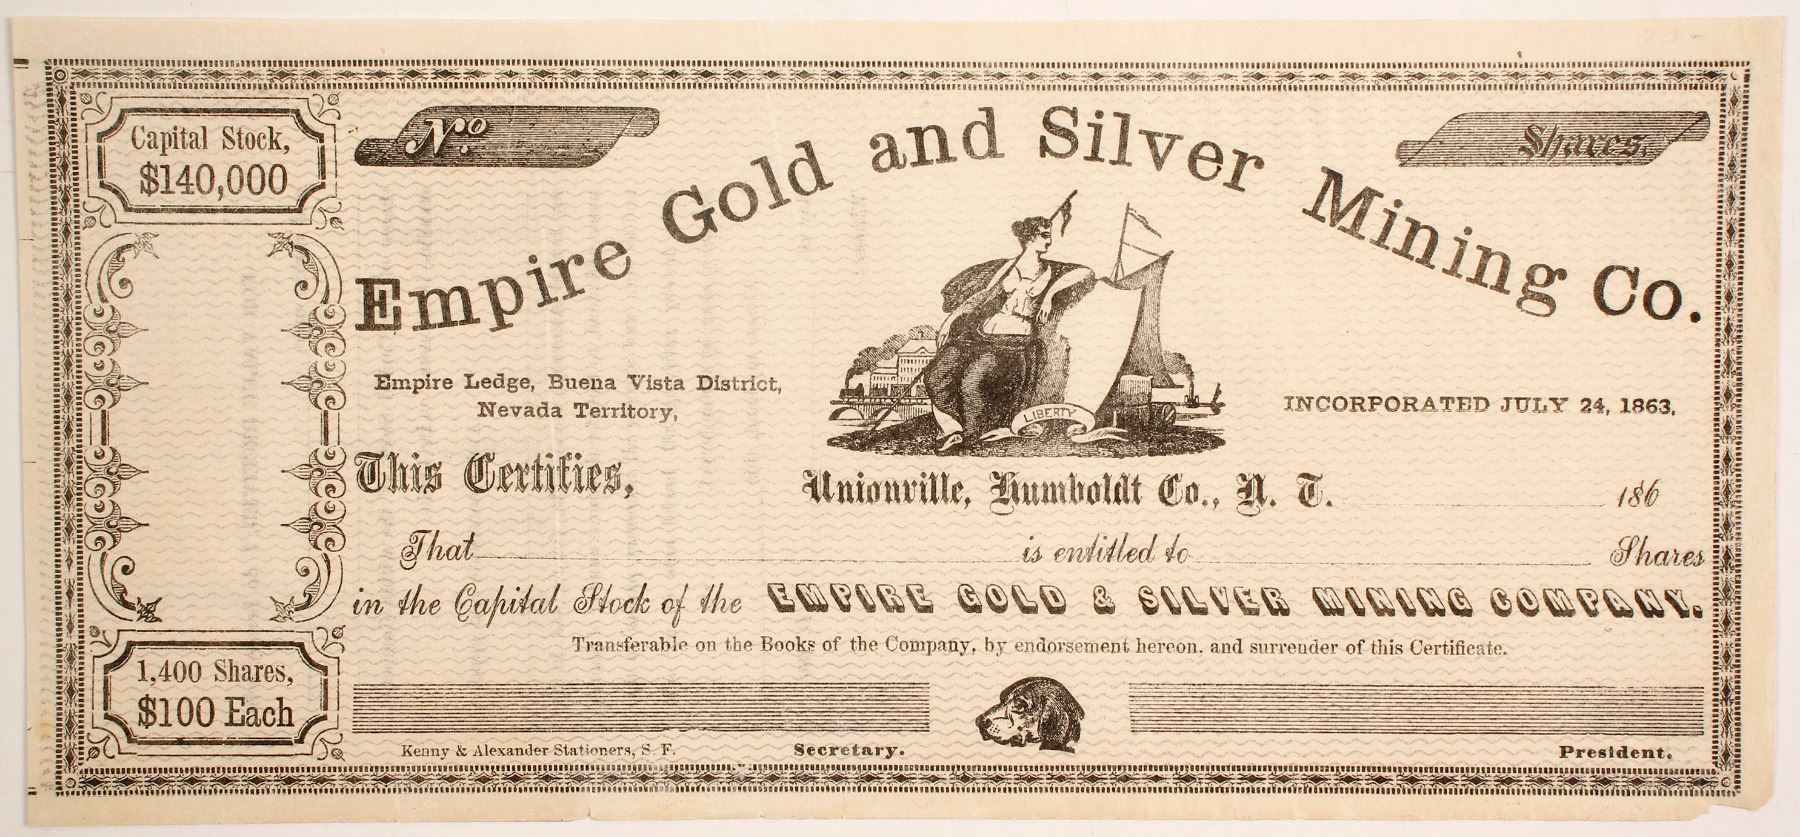 Capital Stock,
$140,000
No.
Shares.
Empire Gold and Silver Mining Co.
Empire Ledge, Buena Vista District,
Nevada Territory,
LIBERTY
INCORPORATED JULY 24, 1863.
This Certifies,
Unionville, Humboldt Co., N. T. 186
That is entitled to Shares
in the Capital Stock of the EMPIRE GOLD & SILVER MINING COMPANY.
Transferable on the Books of the Company, by endorsement hereon, and surrender of this Certificate.
1,400 Shares,
$100 Each
Kenny & Alexander Stationers, S. F.
Secretary.
President.